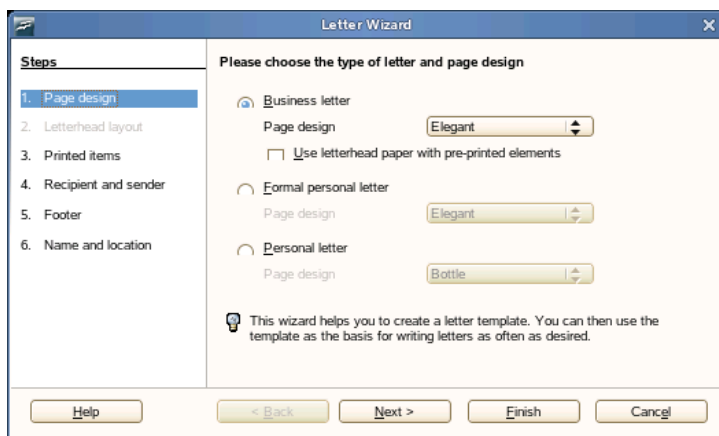 Letter Wizard
Steps
1. Page design
2. Letterhead layout
3. Printed items
4. Recipient and sender
5. Footer
6. Name and location
Please choose the type of letter and page design
Business letter
Page design Elegant
Use letterhead paper with pre-printed elements
Formal personal letter
Page design Elegant
Personal letter
Page design Bottle
This wizard helps you to create a letter template. You can then use the
template as the basis for writing letters as often as desired.
Help < Back Next > Finish Cancel